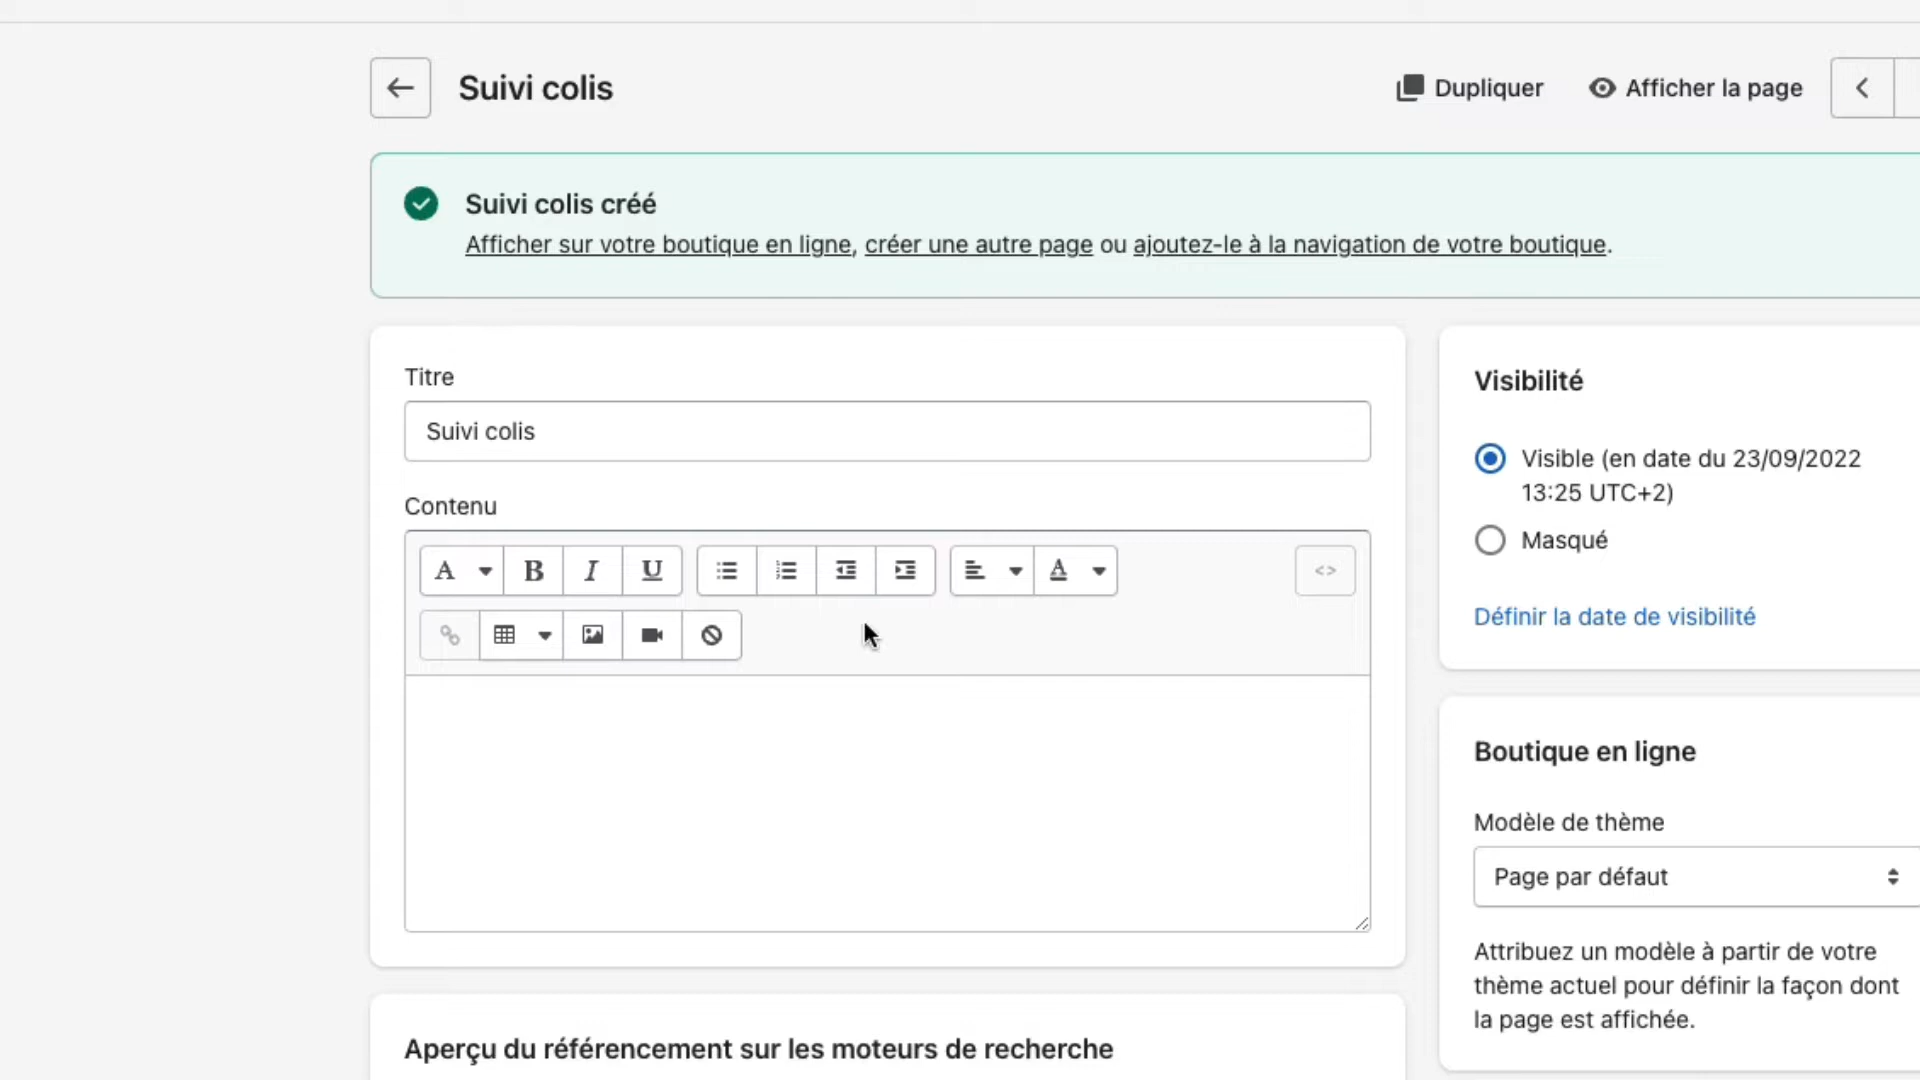 Suivi colis
Dupliquer
Afficher la page
Suivi colis créé
Afficher sur votre boutique en ligne, créer une autre page ou ajoutez-le à la navigation de votre boutique.
Titre
Suivi colis
Contenu
A B I U A <>
Visibilité
Visible (en date du 23/09/2022
13:25 UTC+2)
Masqué
Définir la date de visibilité
Boutique en ligne
Modèle de thème
Page par défaut
Attribuez un modèle à partir de votre
thème actuel pour définir la façon dont
la page est affichée.
Aperçu du référencement sur les moteurs de recherche